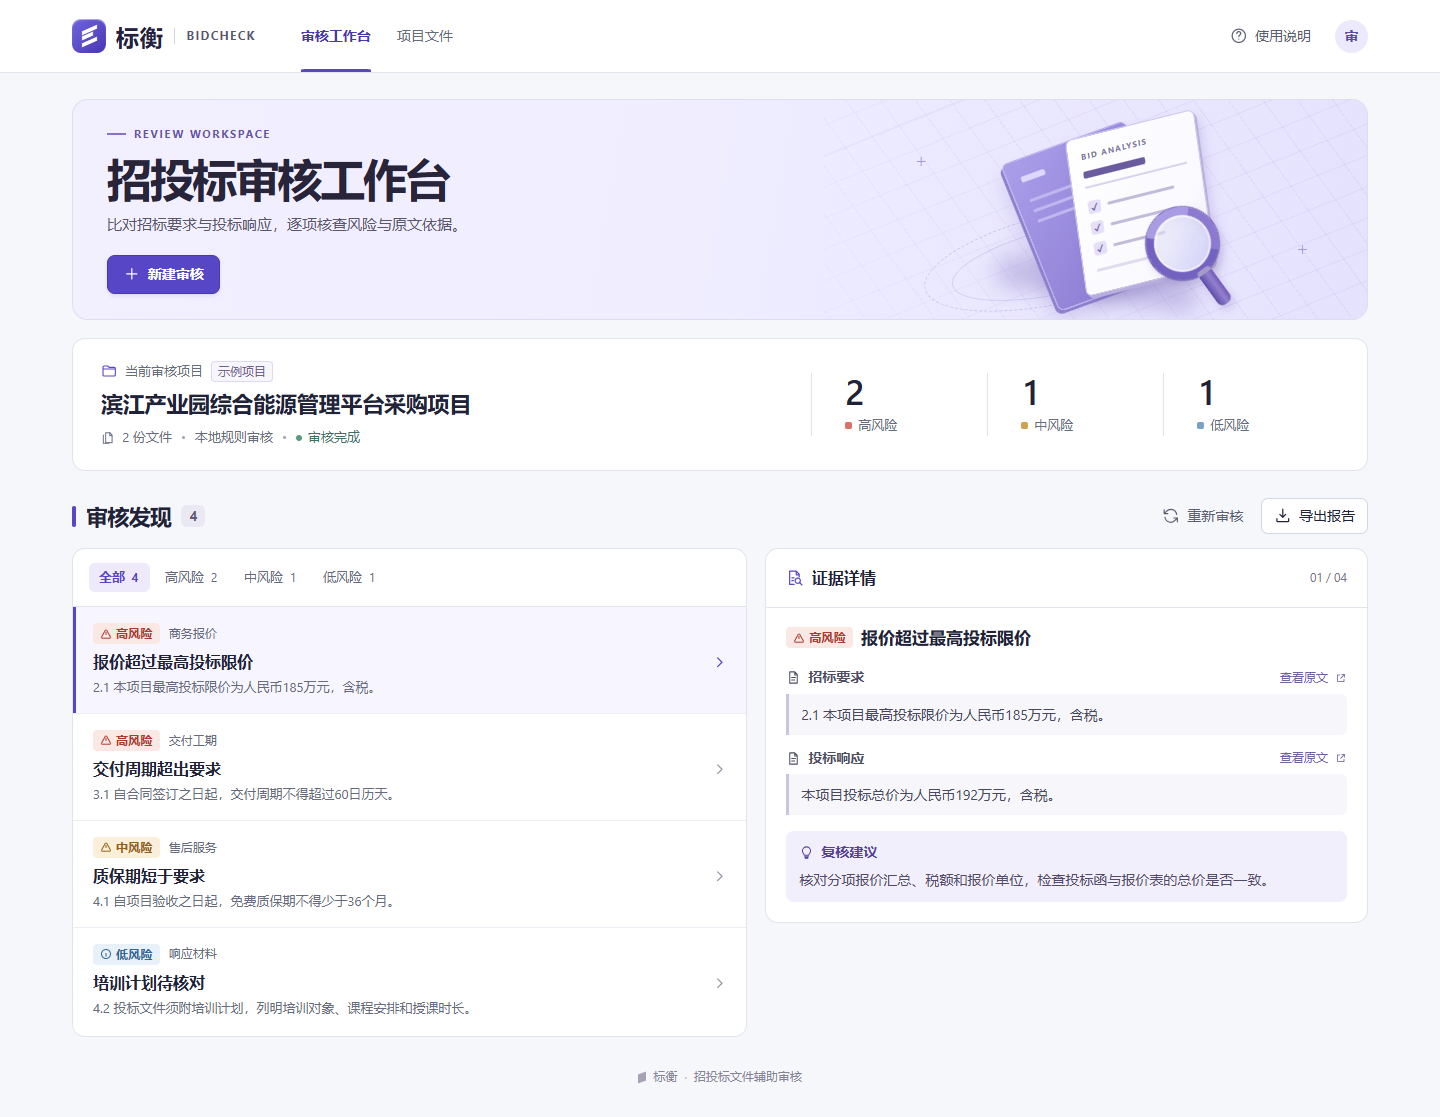 标衡 BIDCHECK 审核工作台 项目文件 使用说明 审
REVIEW WORKSPACE
招投标审核工作台
比对招标要求与投标响应，逐项核查风险与原文依据。
新建审核
BID ANALYSIS
当前审核项目 示例项目
滨江产业园综合能源管理平台采购项目
2 份文件 • 本地规则审核 • 审核完成
2
高风险
1
中风险
1
低风险
审核发现 4
重新审核 导出报告
全部 4 高风险 2 中风险 1 低风险 1
高风险 商务报价
报价超过最高投标限价
2.1 本项目最高投标限价为人民币185万元，含税。
高风险 交付工期
交付周期超出要求
3.1 自合同签订之日起，交付周期不得超过60日历天。
中风险 售后服务
质保期短于要求
4.1 自项目验收之日起，免费质保期不得少于36个月。
低风险 响应材料
培训计划待核对
4.2 投标文件须附培训计划，列明培训对象、课程安排和授课时长。
证据详情 01 / 04
高风险 报价超过最高投标限价
招标要求 查看原文
2.1 本项目最高投标限价为人民币185万元，含税。
投标响应 查看原文
本项目投标总价为人民币192万元，含税。
复核建议
核对分项报价汇总、税额和报价单位，检查投标函与报价表的总价是否一致。
标衡 · 招投标文件辅助审核